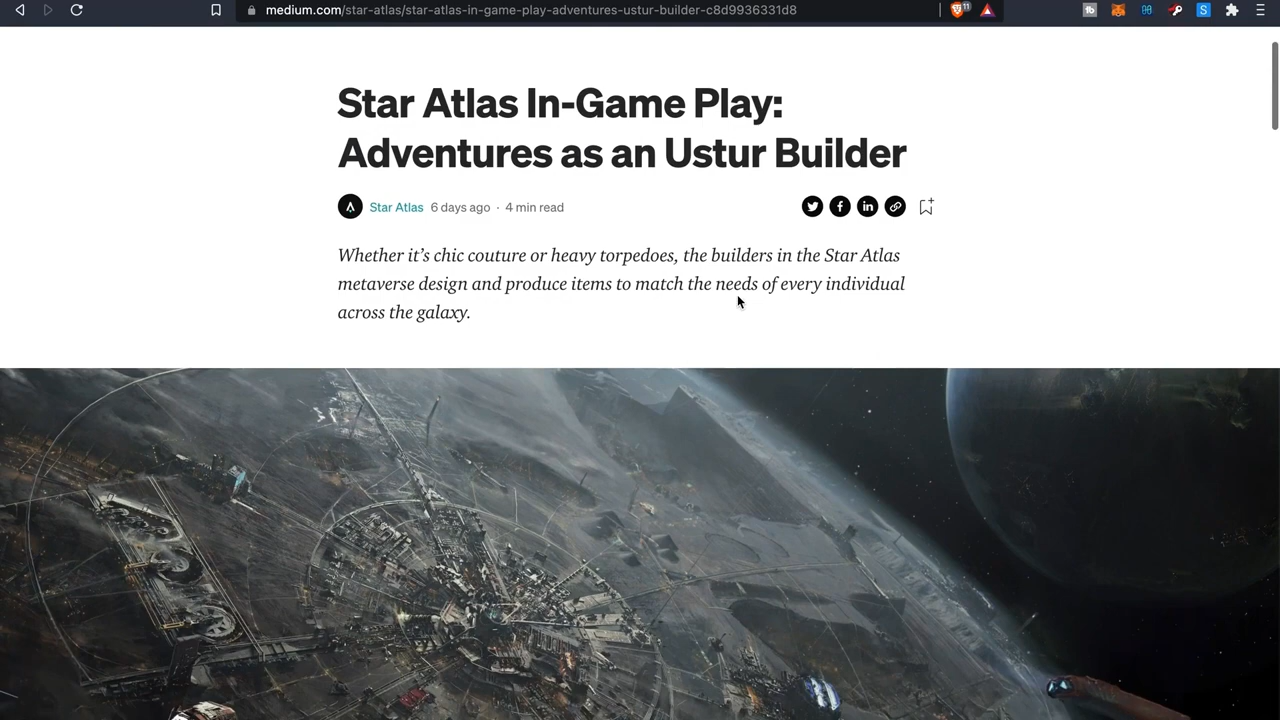 medium.com/star-atlas/star-atlas-in-game-play-adventures-ustur-builder-c8d9936331d8
11
Star Atlas In-Game Play:
Adventures as an Ustur Builder
Star Atlas 6 days ago · 4 min read
Whether it’s chic couture or heavy torpedoes, the builders in the Star Atlas
metaverse design and produce items to match the needs of every individual
across the galaxy.